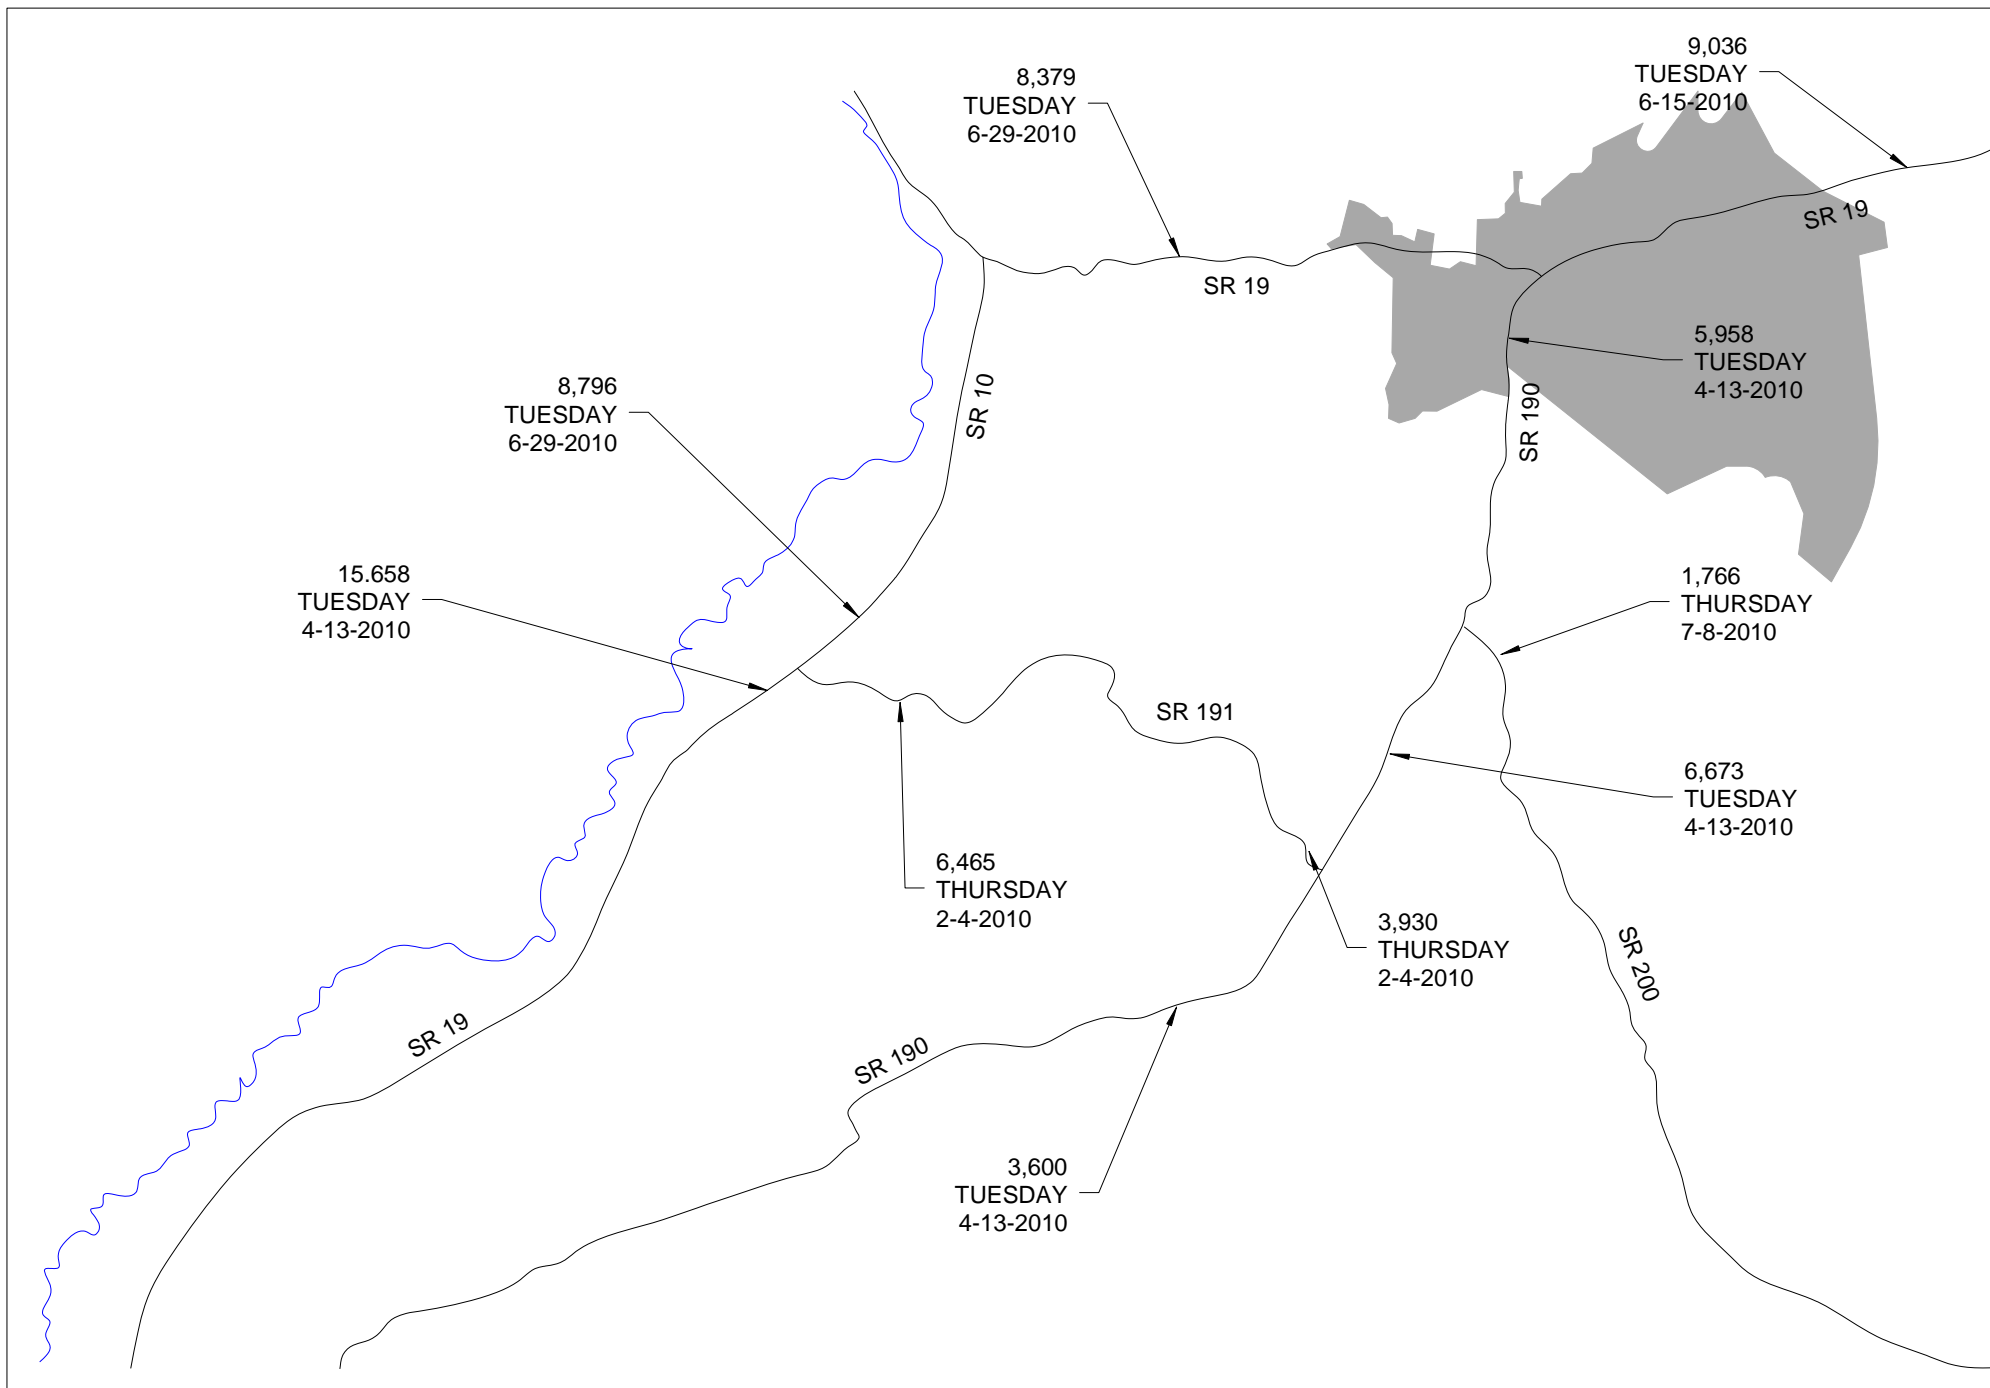 9,036
TUESDAY
6-15-2010
8,379
TUESDAY
6-29-2010
SR 19
SR 19
5,958
TUESDAY
4-13-2010
8,796
TUESDAY
6-29-2010
SR 10
SR 190
15.658
TUESDAY
4-13-2010
1,766
THURSDAY
7-8-2010
SR 191
6,673
TUESDAY
4-13-2010
6,465
THURSDAY
2-4-2010
3,930
THURSDAY
2-4-2010
SR 200
SR 19
SR 190
3,600
TUESDAY
4-13-2010